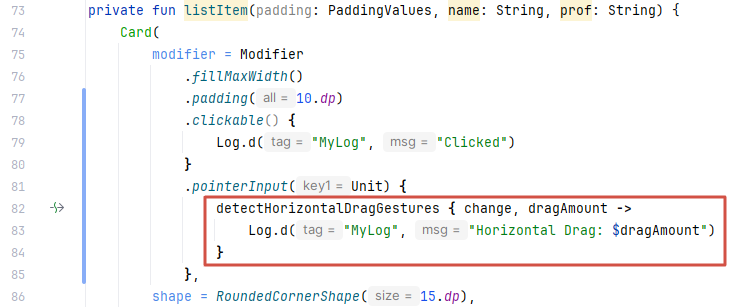 73 private fun listItem(padding: PaddingValues, name: String, prof: String) {
74 Card(
75 modifier = Modifier
76 .fillMaxWidth()
77 .padding( all = 10.dp)
78 .clickable() {
79 Log.d( tag = "MyLog", msg = "Clicked")
80 }
81 .pointerInput( key1 = Unit) {
82 detectHorizontalDragGestures { change, dragAmount ->
83 Log.d( tag = "MyLog", msg = "Horizontal Drag: $dragAmount")
84 }
85 },
86 shape = RoundedCornerShape( size = 15.dp),